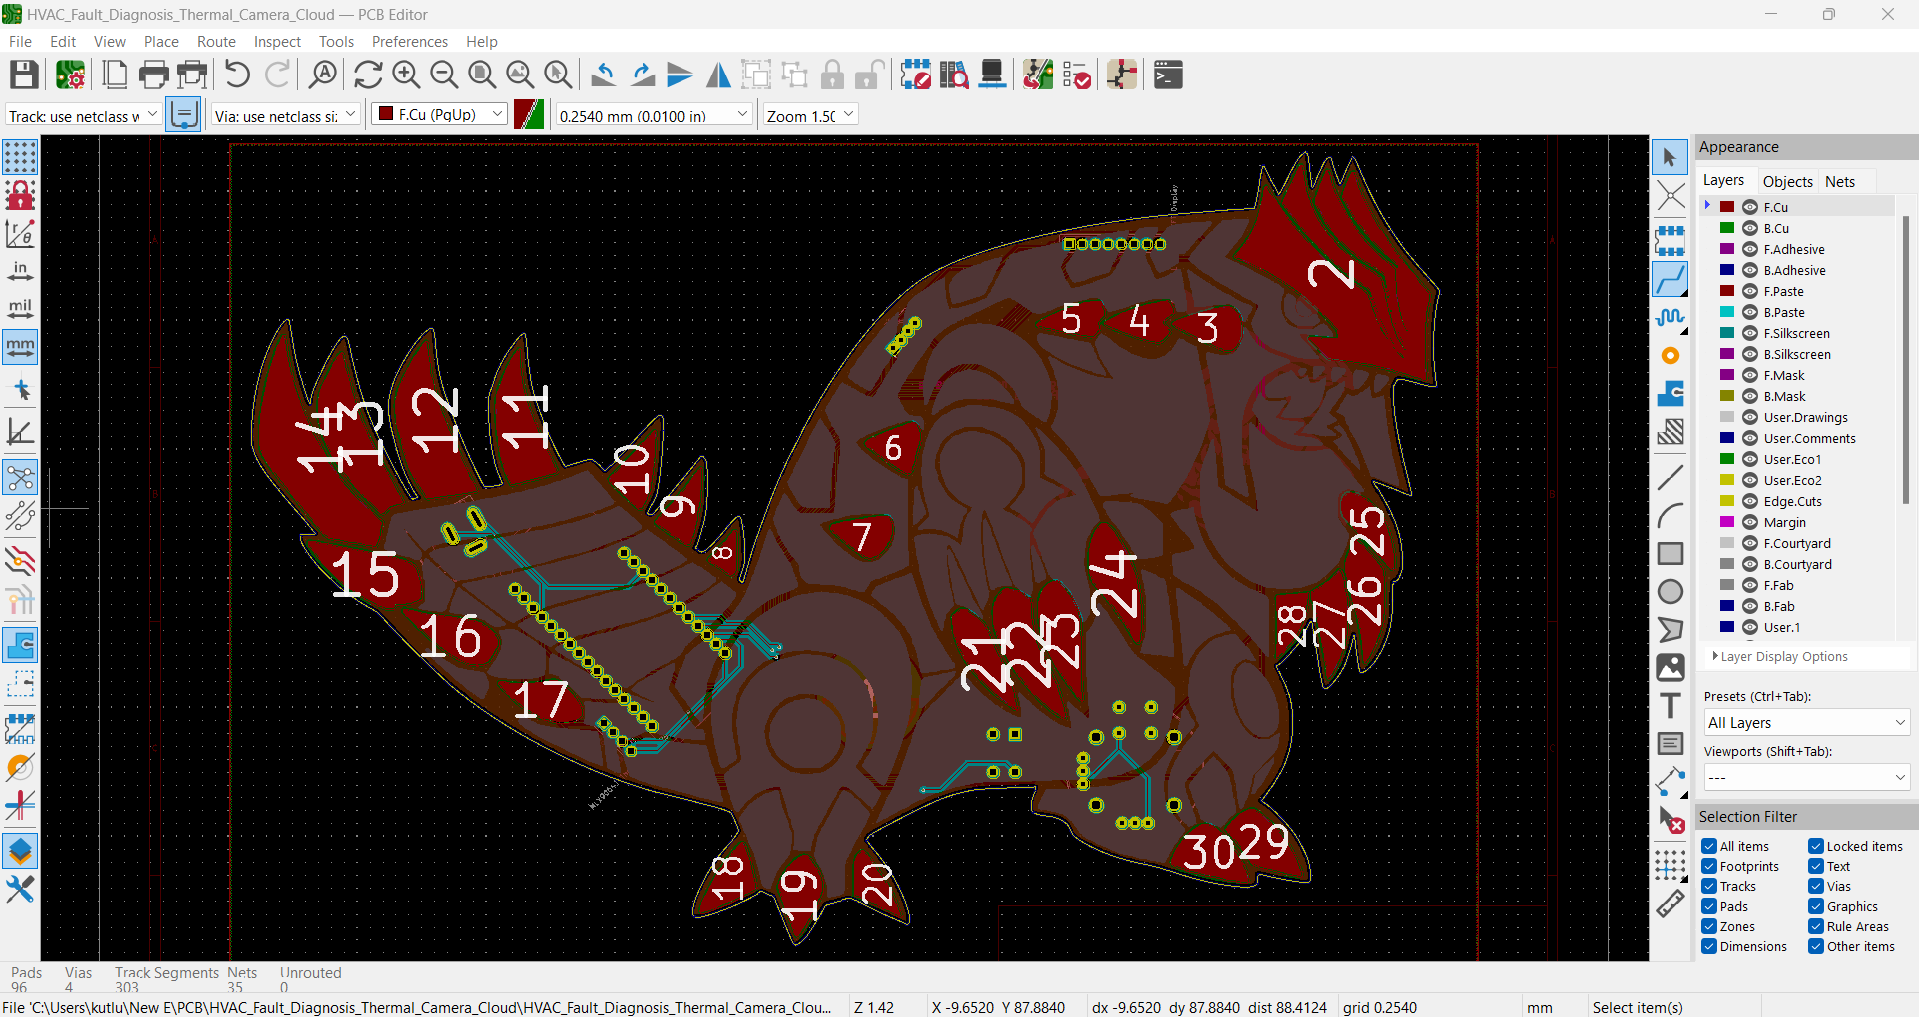 HVAC_Fault_Diagnosis_Thermal_Camera_Cloud — PCB Editor
File Edit View Place Route Inspect Tools Preferences Help
Track: use netclass w
Via: use netclass siz
F.Cu (PgUp)
0.2540 mm (0.0100 in)
Zoom 1.50
in
mil
mm
Display
2
5 4 3
6
7
14 13 12 11
10
9
8
15
16
17
21 22 23
24
25
26
27
28
18 19 20
30 29
Appearance
Layers Objects Nets
F.Cu
B.Cu
F.Adhesive
B.Adhesive
F.Paste
B.Paste
F.Silkscreen
B.Silkscreen
F.Mask
B.Mask
User.Drawings
User.Comments
User.Eco1
User.Eco2
Edge.Cuts
Margin
F.Courtyard
B.Courtyard
F.Fab
B.Fab
User.1
Layer Display Options
Presets (Ctrl+Tab):
All Layers
Viewports (Shift+Tab):
---
Selection Filter
All items Locked items
Footprints Text
Tracks Vias
Pads Graphics
Zones Rule Areas
Dimensions Other items
Pads Vias Track Segments Nets Unrouted
96 4 303 35 0
File 'C:\Users\kutlu\New E\PCB\HVAC_Fault_Diagnosis_Thermal_Camera_Cloud\HVAC_Fault_Diagnosis_Thermal_Camera_Clou...
Z 1.42
X -9.6520 Y 87.8840
dx -9.6520 dy 87.8840 dist 88.4124
grid 0.2540
mm
Select item(s)